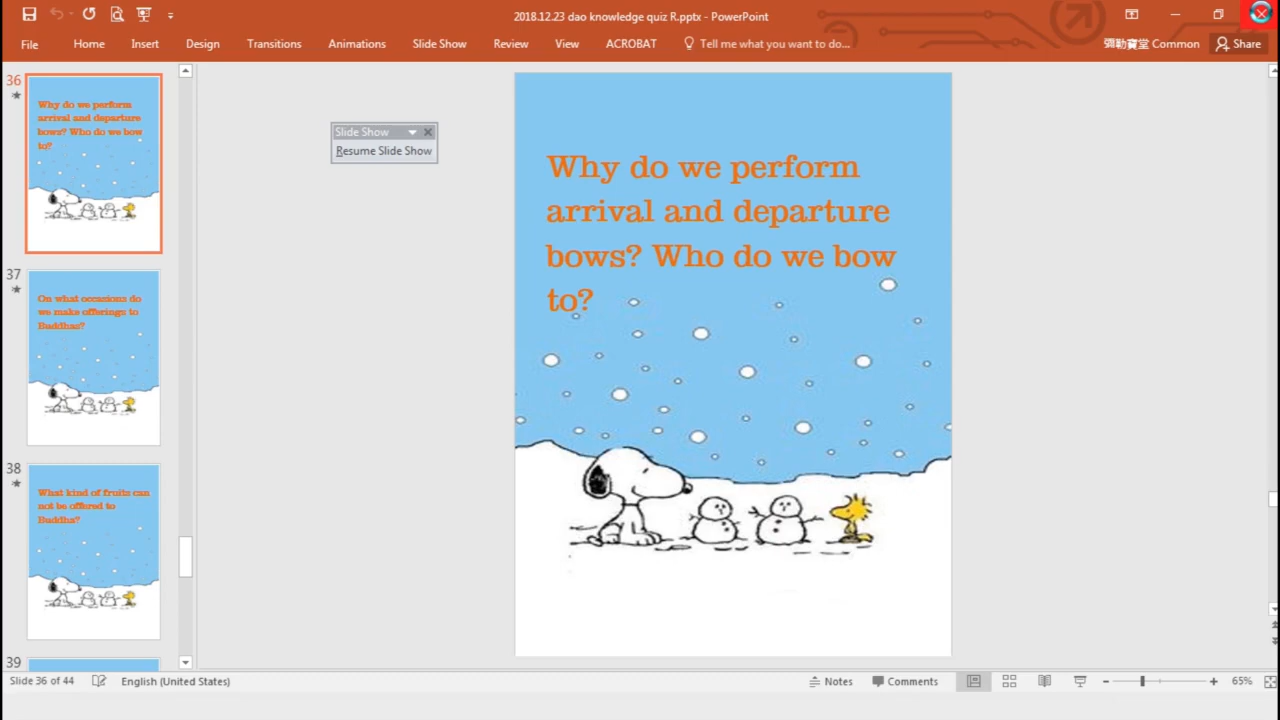 2018.12.23 dao knowledge quiz R.pptx - PowerPoint
File Home Insert Design Transitions Animations Slide Show Review View ACROBAT Tell me what you want to do... 彌勒寶堂 Common Share
36
Why do we perform
arrival and departure
bows? Who do we bow
to?
37
On what occasions do
we make offerings to
Buddhas?
38
What kind of fruits can
not be offered to
Buddha?
39
Slide Show
Resume Slide Show
Why do we perform
arrival and departure
bows? Who do we bow
to?
Slide 36 of 44 English (United States) Notes Comments 65%